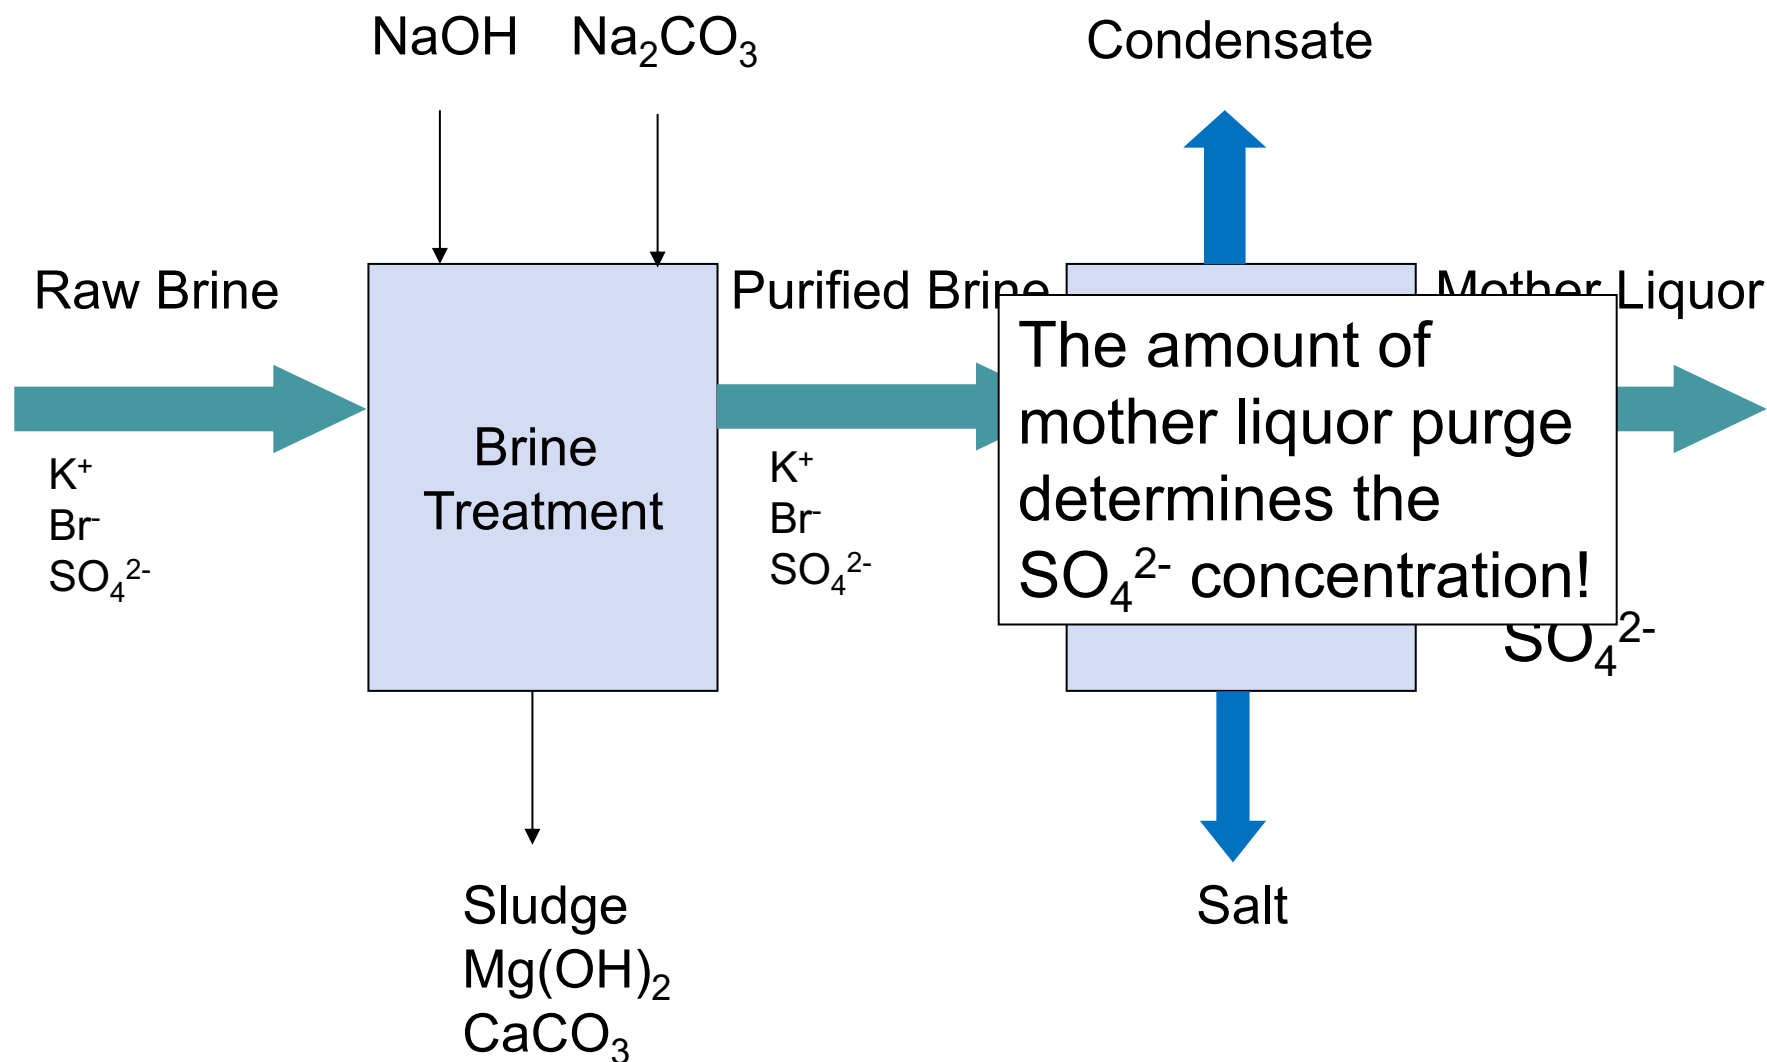 NaOH
Na₂CO₃
Condensate
Raw Brine
Purified Brine
Mother Liquor
K⁺
Br⁻
SO₄²⁻
Brine
Treatment
K⁺
Br⁻
SO₄²⁻
The amount of
mother liquor purge
determines the
SO₄²⁻ concentration!
SO₄²⁻
Sludge
Mg(OH)₂
CaCO₃
Salt